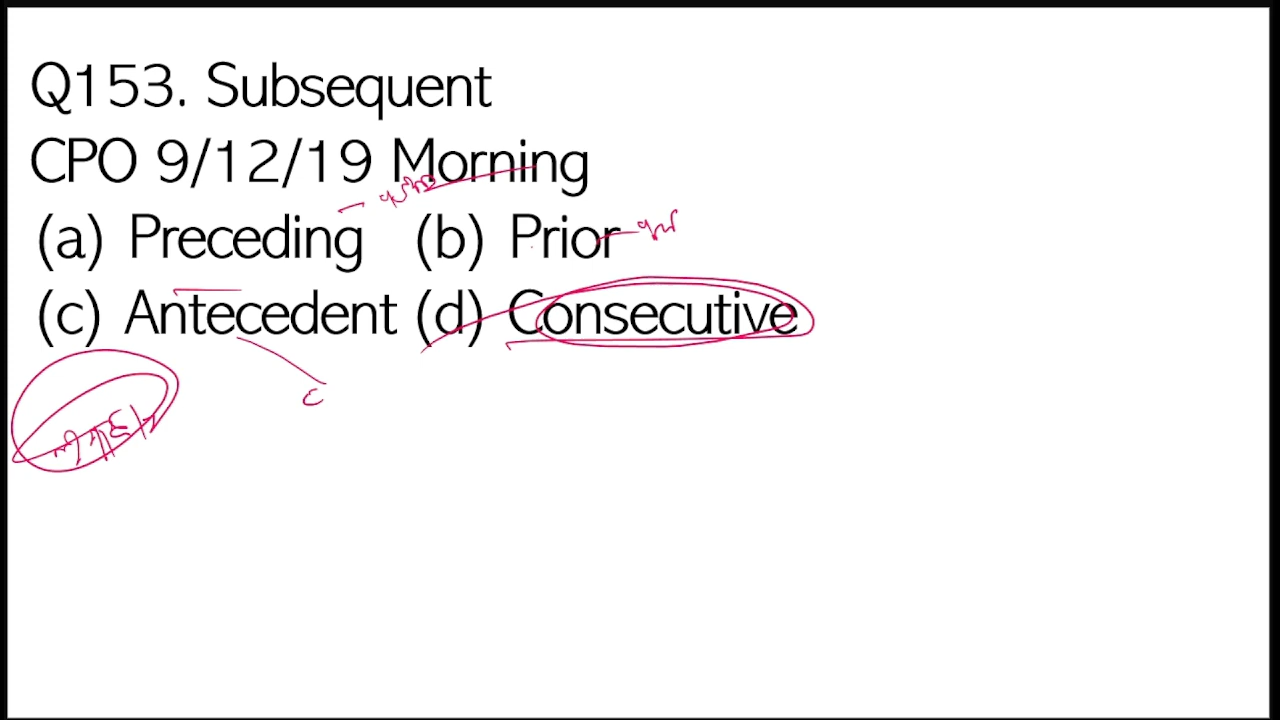 Q153. Subsequent
CPO 9/12/19 Morning
(a) Preceding (b) Prior
(c) Antecedent (d) Consecutive